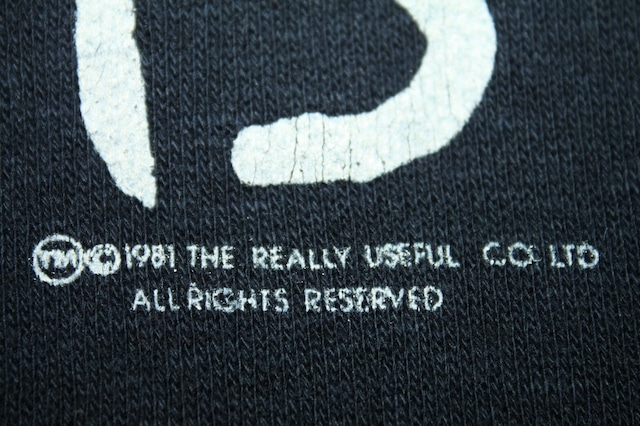 TM © 1981 THE REALLY USEFUL CO. LTD
ALL RIGHTS RESERVED